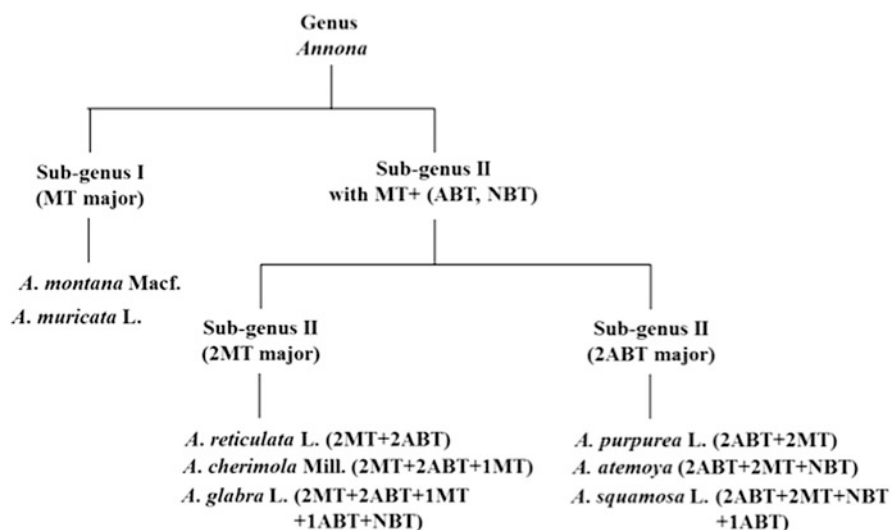 Genus
Annona
Sub-genus I
(MT major)
Sub-genus II
with MT+ (ABT, NBT)
A. montana Macf.
A. muricata L.
Sub-genus II
(2MT major)
Sub-genus II
(2ABT major)
A. reticulata L. (2MT+2ABT)
A. cherimola Mill. (2MT+2ABT+1MT)
A. glabra L. (2MT+2ABT+1MT
+1ABT+NBT)
A. purpurea L. (2ABT+2MT)
A. atemoya (2ABT+2MT+NBT)
A. squamosa L. (2ABT+2MT+NBT
+1ABT)